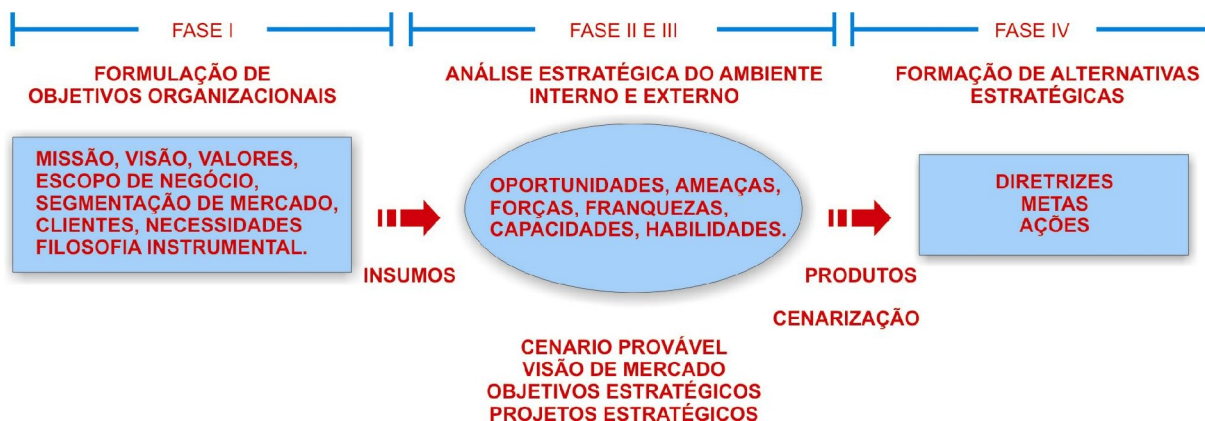 FASE I
FORMULAÇÃO DE
OBJETIVOS ORGANIZACIONAIS
MISSÃO, VISÃO, VALORES,
ESCOPO DE NEGÓCIO,
SEGMENTAÇÃO DE MERCADO,
CLIENTES, NECESSIDADES
FILOSOFIA INSTRUMENTAL.
INSUMOS
FASE II E III
ANÁLISE ESTRATÉGICA DO AMBIENTE
INTERNO E EXTERNO
OPORTUNIDADES, AMEAÇAS,
FORÇAS, FRANQUEZAS,
CAPACIDADES, HABILIDADES.
CENARIO PROVÁVEL
VISÃO DE MERCADO
OBJETIVOS ESTRATÉGICOS
PROJETOS ESTRATÉGICOS
PRODUTOS
CENARIZAÇÃO
FASE IV
FORMAÇÃO DE ALTERNATIVAS
ESTRATÉGICAS
DIRETRIZES
METAS
AÇÕES